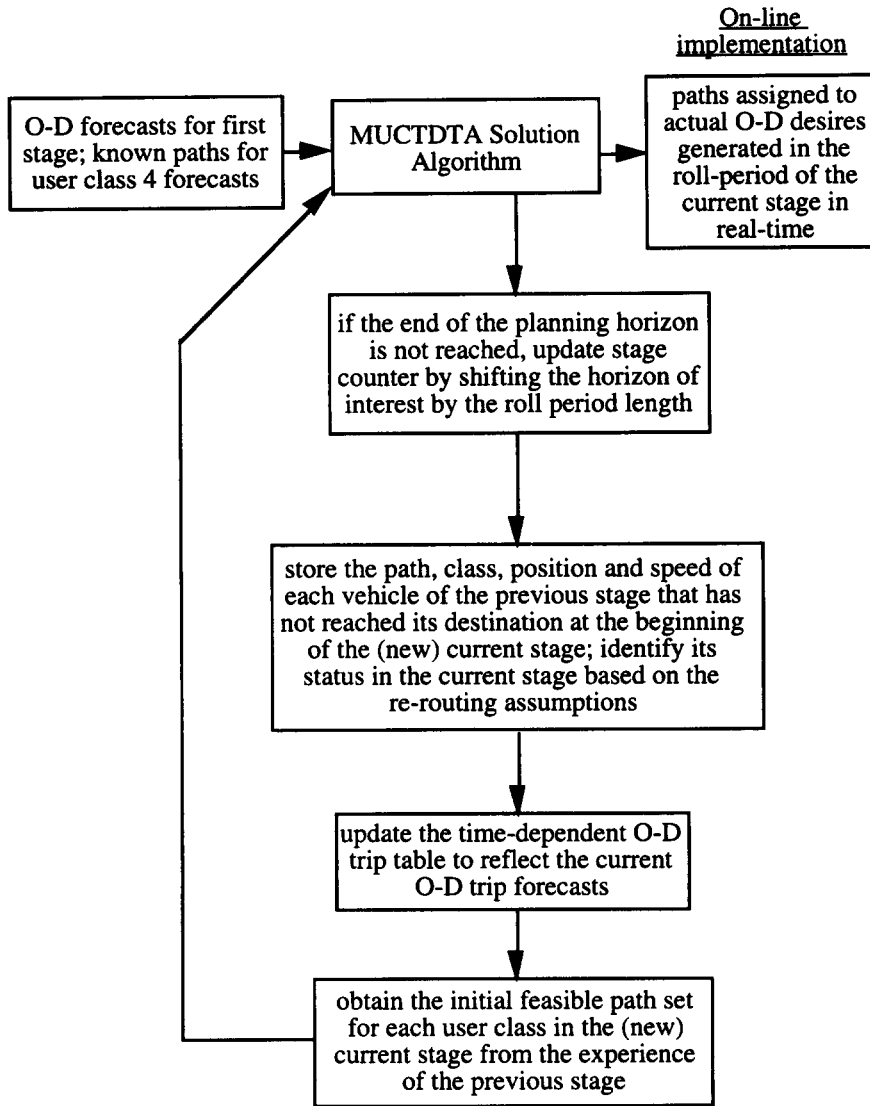 On-line
implementation
O-D forecasts for first
stage; known paths for
user class 4 forecasts
MUCTDTA Solution
Algorithm
paths assigned to
actual O-D desires
generated in the
roll-period of the
current stage in
real-time
if the end of the planning horizon
is not reached, update stage
counter by shifting the horizon of
interest by the roll period length
store the path, class, position and speed of
each vehicle of the previous stage that has
not reached its destination at the beginning
of the (new) current stage; identify its
status in the current stage based on the
re-routing assumptions
update the time-dependent O-D
trip table to reflect the current
O-D trip forecasts
obtain the initial feasible path set
for each user class in the (new)
current stage from the experience
of the previous stage